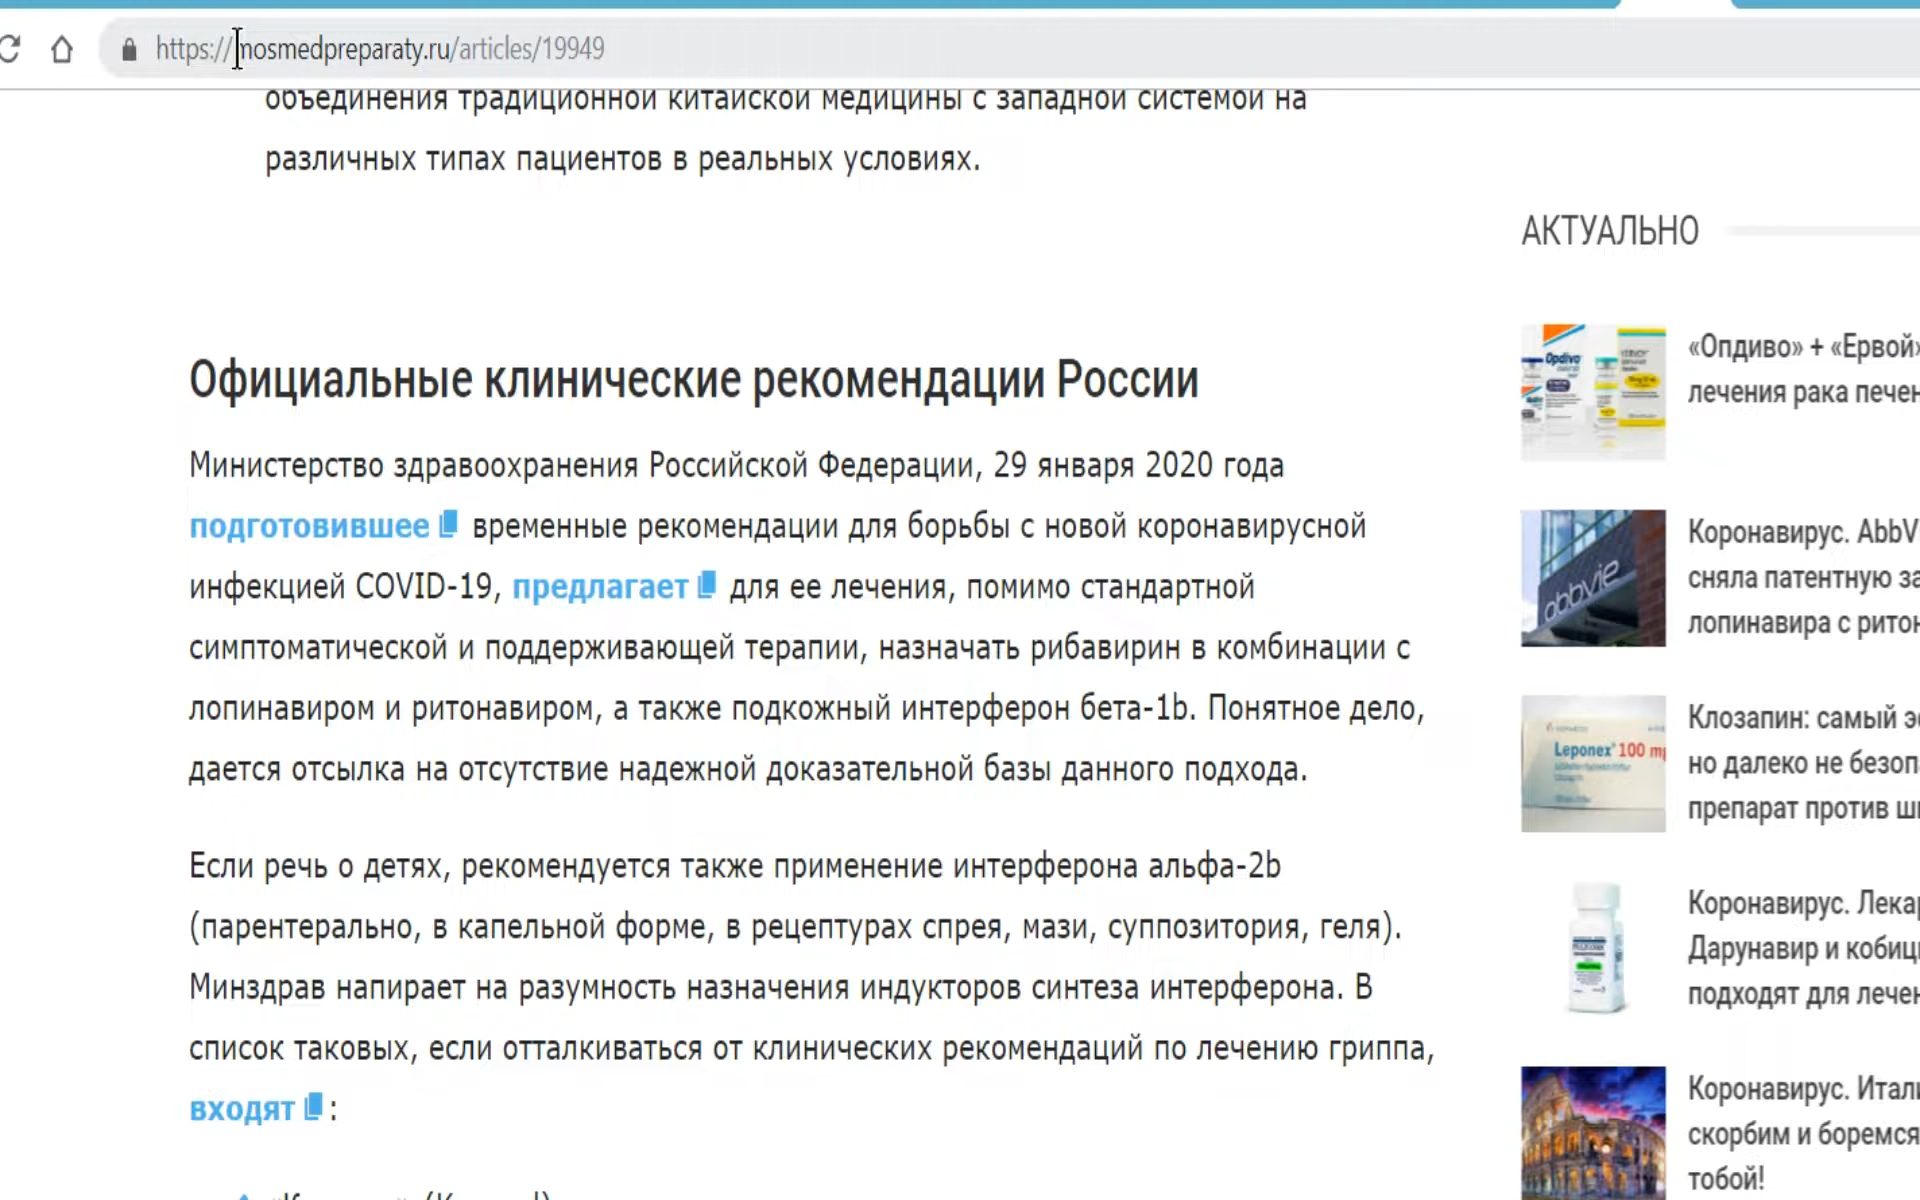 https://mosmedpreparaty.ru/articles/19949
объединения традиционной китайской медицины с западной системой на
различных типах пациентов в реальных условиях.
Официальные клинические рекомендации России
Министерство здравоохранения Российской Федерации, 29 января 2020 года
подготовившее временные рекомендации для борьбы с новой коронавирусной
инфекцией COVID-19, предлагает для ее лечения, помимо стандартной
симптоматической и поддерживающей терапии, назначать рибавирин в комбинации с
лопинавиром и ритонавиром, а также подкожный интерферон бета-1b. Понятное дело,
дается отсылка на отсутствие надежной доказательной базы данного подхода.
Если речь о детях, рекомендуется также применение интерферона альфа-2b
(парентерально, в капельной форме, в рецептурах спрея, мази, суппозитория, геля).
Минздрав напирает на разумность назначения индукторов синтеза интерферона. В
список таковых, если отталкиваться от клинических рекомендаций по лечению гриппа,
входят :
АКТУАЛЬНО
Opdivo
«Опдиво» + «Ервой»
лечения рака печен
abbvie
Коронавирус. AbbV
сняла патентную за
лопинавира с ритон
Leponex 100 m
Клозапин: самый э
но далеко не безоп
препарат против ш
Коронавирус. Лека
Дарунавир и кобиц
подходят для лечен
Коронавирус. Итали
скорбим и боремся
тобой!